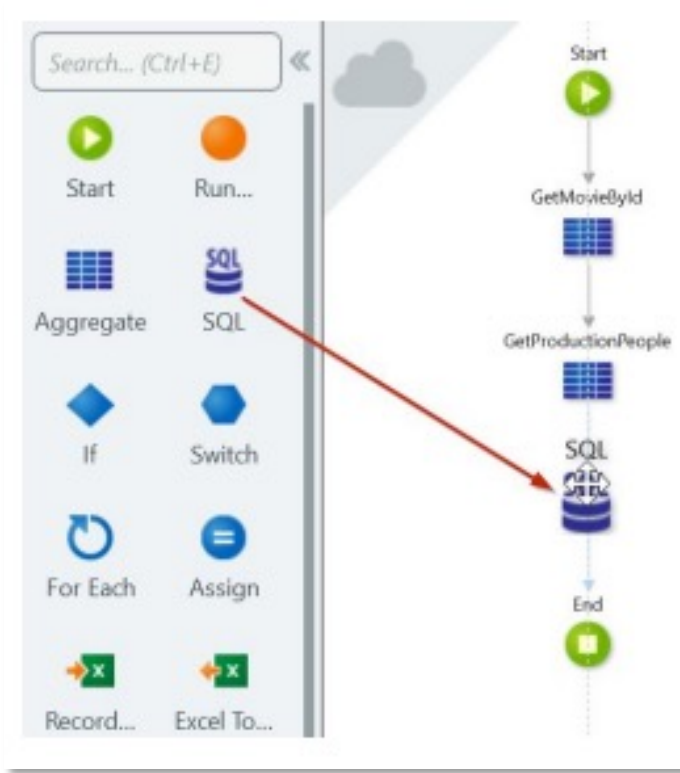 Search... (Ctrl+E)
Start
Run...
SQL
Aggregate
SQL
If
Switch
For Each
Assign
Record...
Excel To...
Start
GetMovieById
GetProductionPeople
SQL
SQL
End